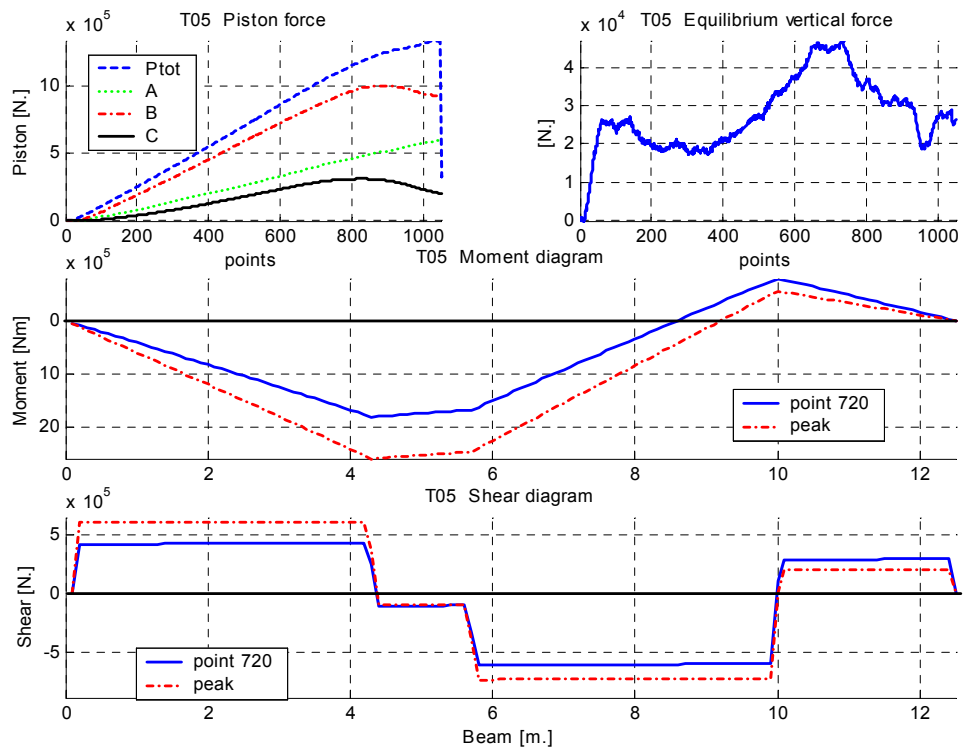 T05 Piston force
x 10^5
Piston [N.]
10
5
0
Ptot
A
B
C
0 200 400 600 800 1000
points
T05 Equilibrium vertical force
x 10^4
[N.]
4
3
2
1
0
0 200 400 600 800 1000
points
T05 Moment diagram
x 10^5
Moment [Nm]
0
10
20
point 720
peak
0 2 4 6 8 10 12
T05 Shear diagram
x 10^5
Shear [N.]
5
0
-5
point 720
peak
0 2 4 6 8 10 12
Beam [m.]